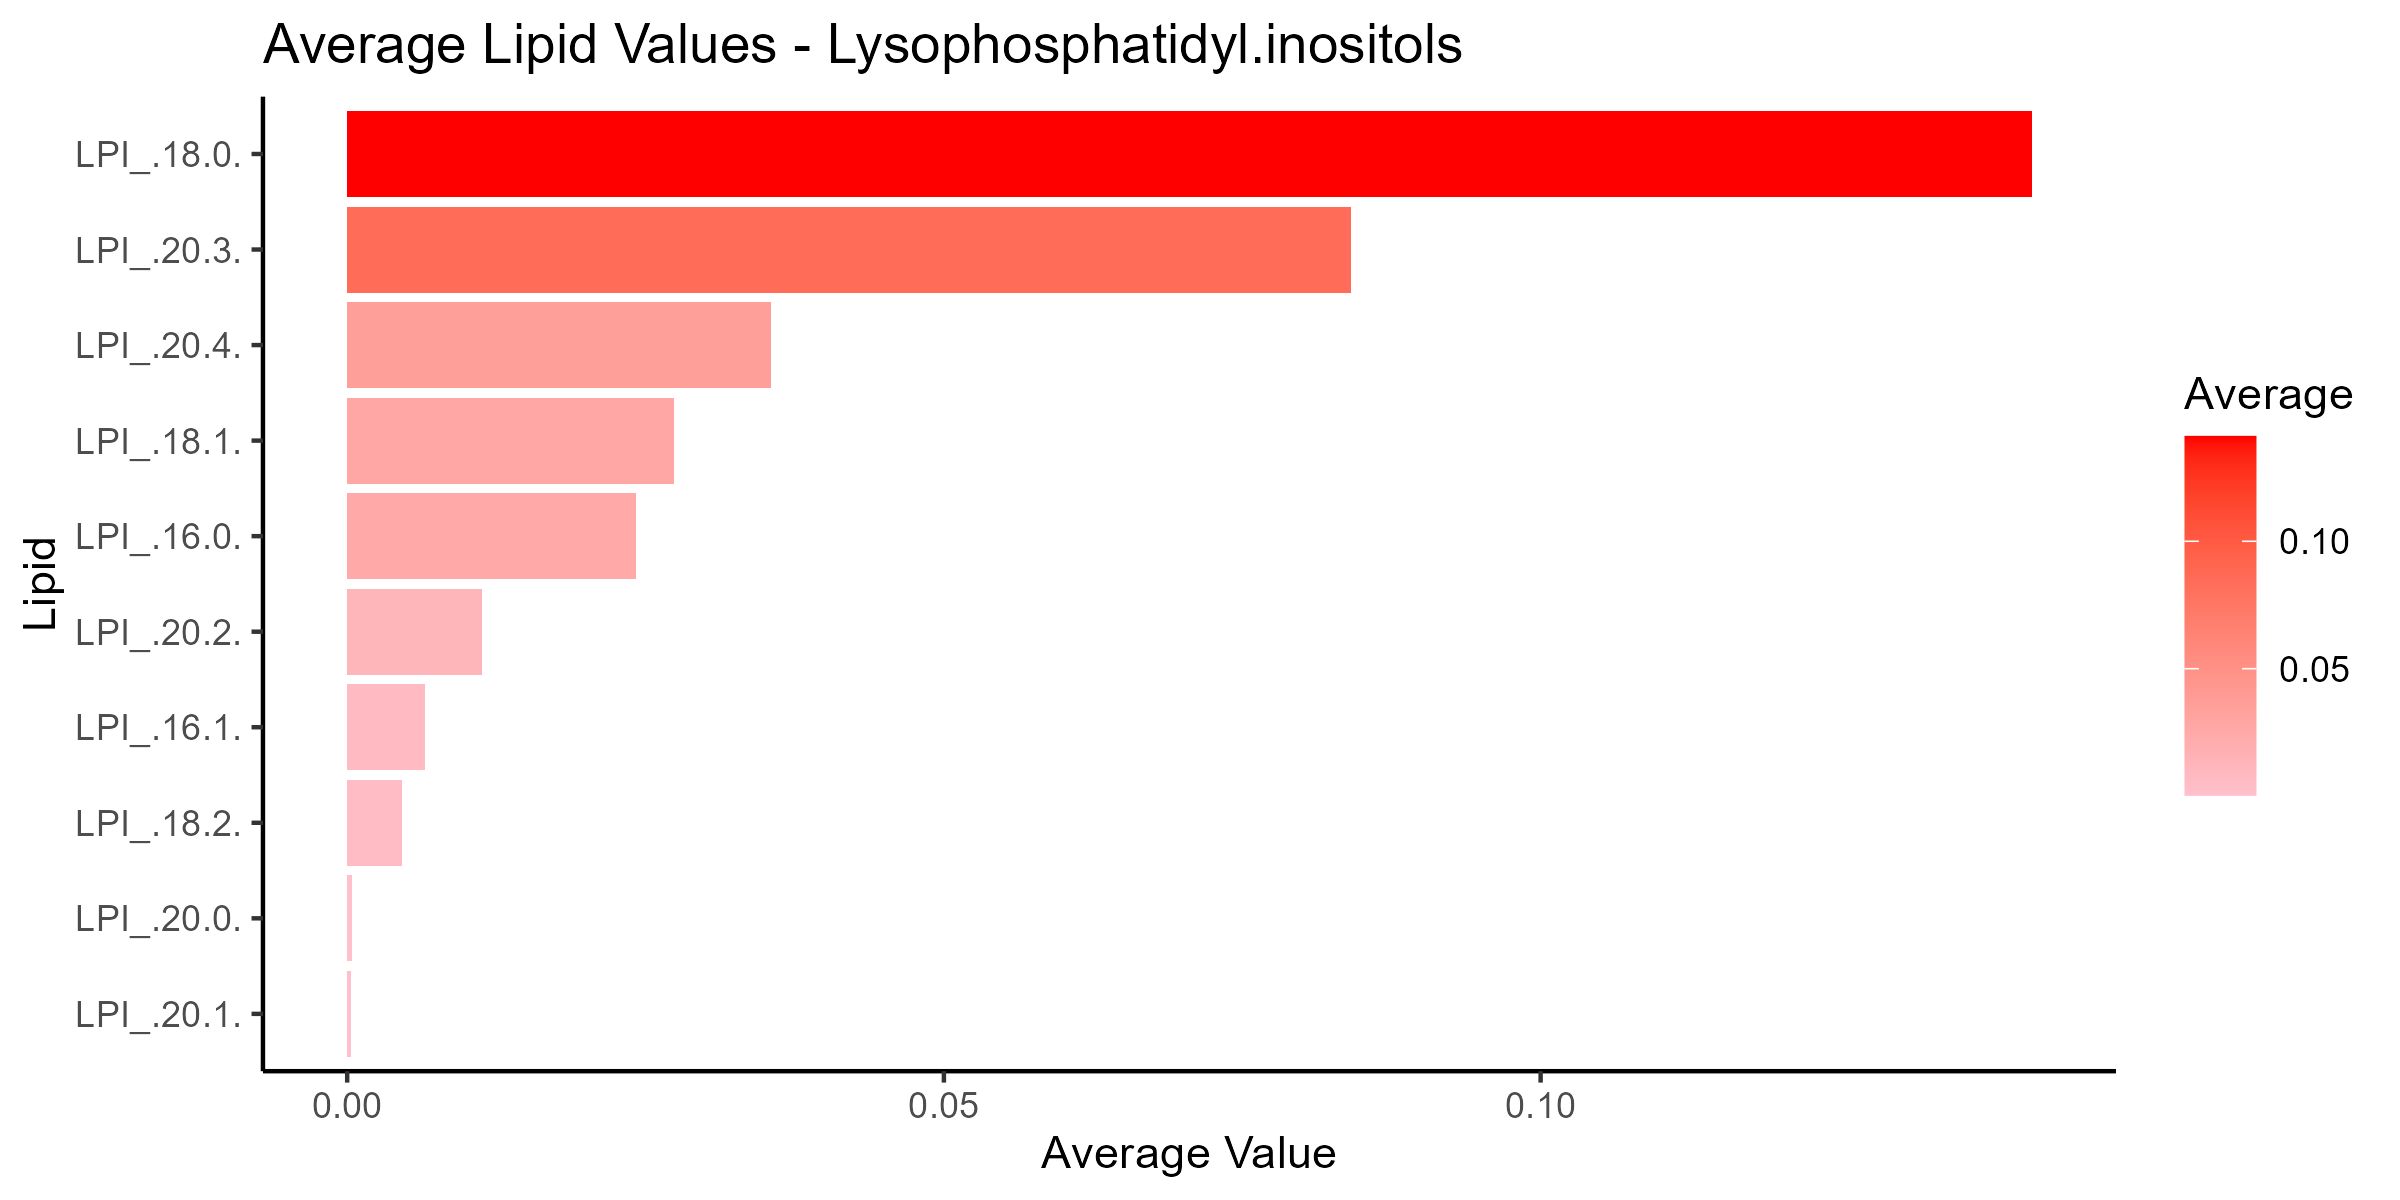 Average Lipid Values - Lysophosphatidyl.inositols
Lipid
LPI_.18.0.
LPI_.20.3.
LPI_.20.4.
LPI_.18.1.
LPI_.16.0.
LPI_.20.2.
LPI_.16.1.
LPI_.18.2.
LPI_.20.0.
LPI_.20.1.
0.00 0.05 0.10
Average Value
Average
0.10
0.05